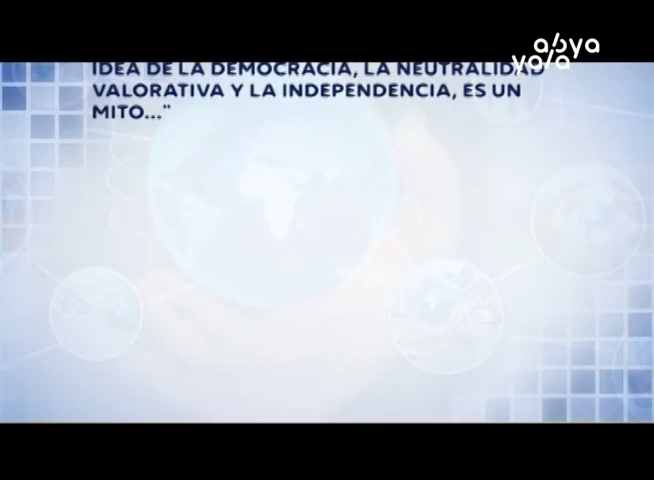 abya
yala
IDEA DE LA DEMOCRACIA, LA NEUTRALIDAD
VALORATIVA Y LA INDEPENDENCIA, ES UN
MITO..."